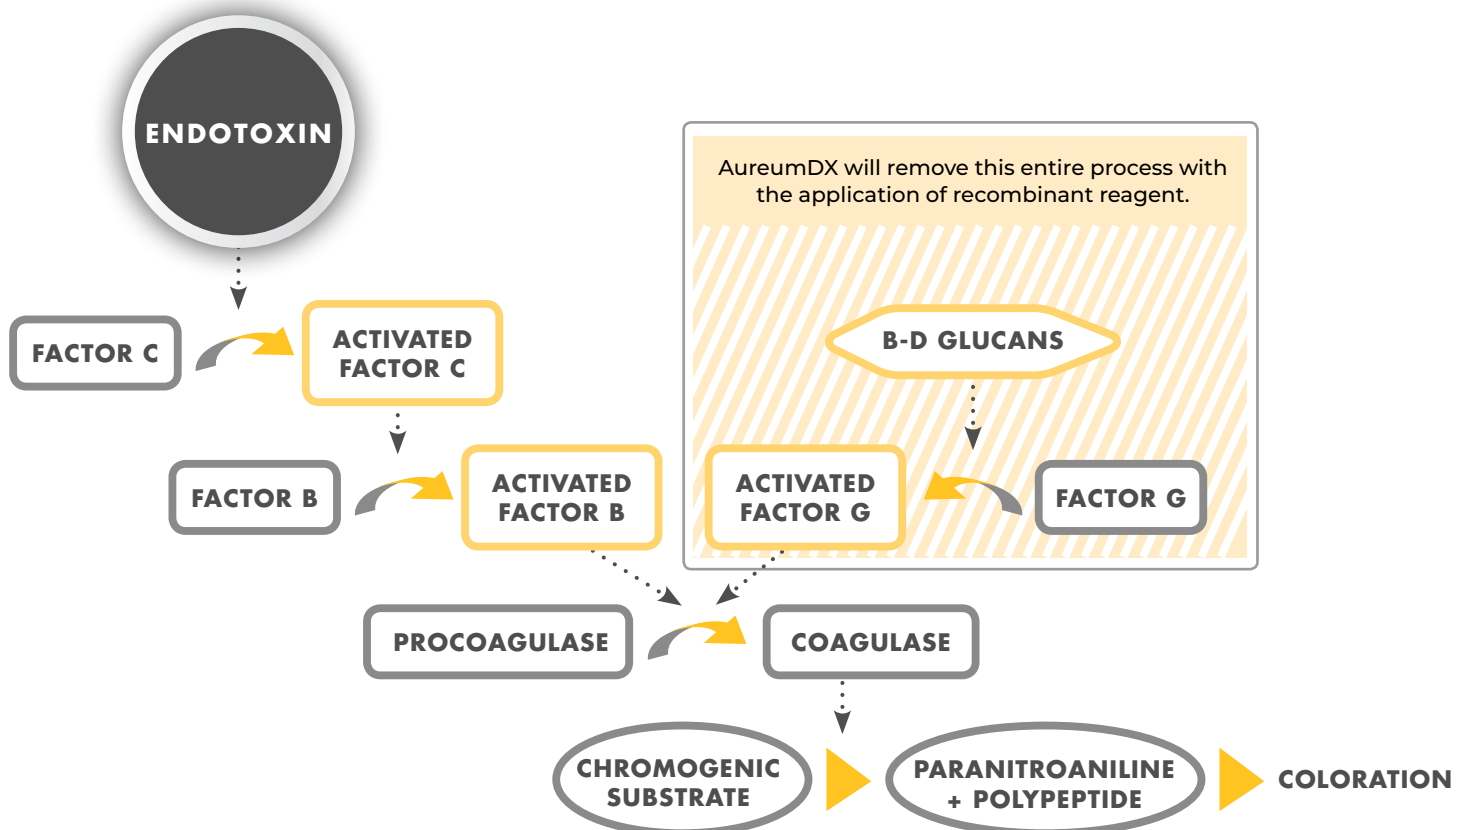 ENDOTOXIN
AureumDX will remove this entire process with
the application of recombinant reagent.
FACTOR C
ACTIVATED
FACTOR C
B-D GLUCANS
FACTOR B
ACTIVATED
FACTOR B
ACTIVATED
FACTOR G
FACTOR G
PROCOAGULASE
COAGULASE
CHROMOGENIC
SUBSTRATE
PARANITROANILINE
+ POLYPEPTIDE
COLORATION